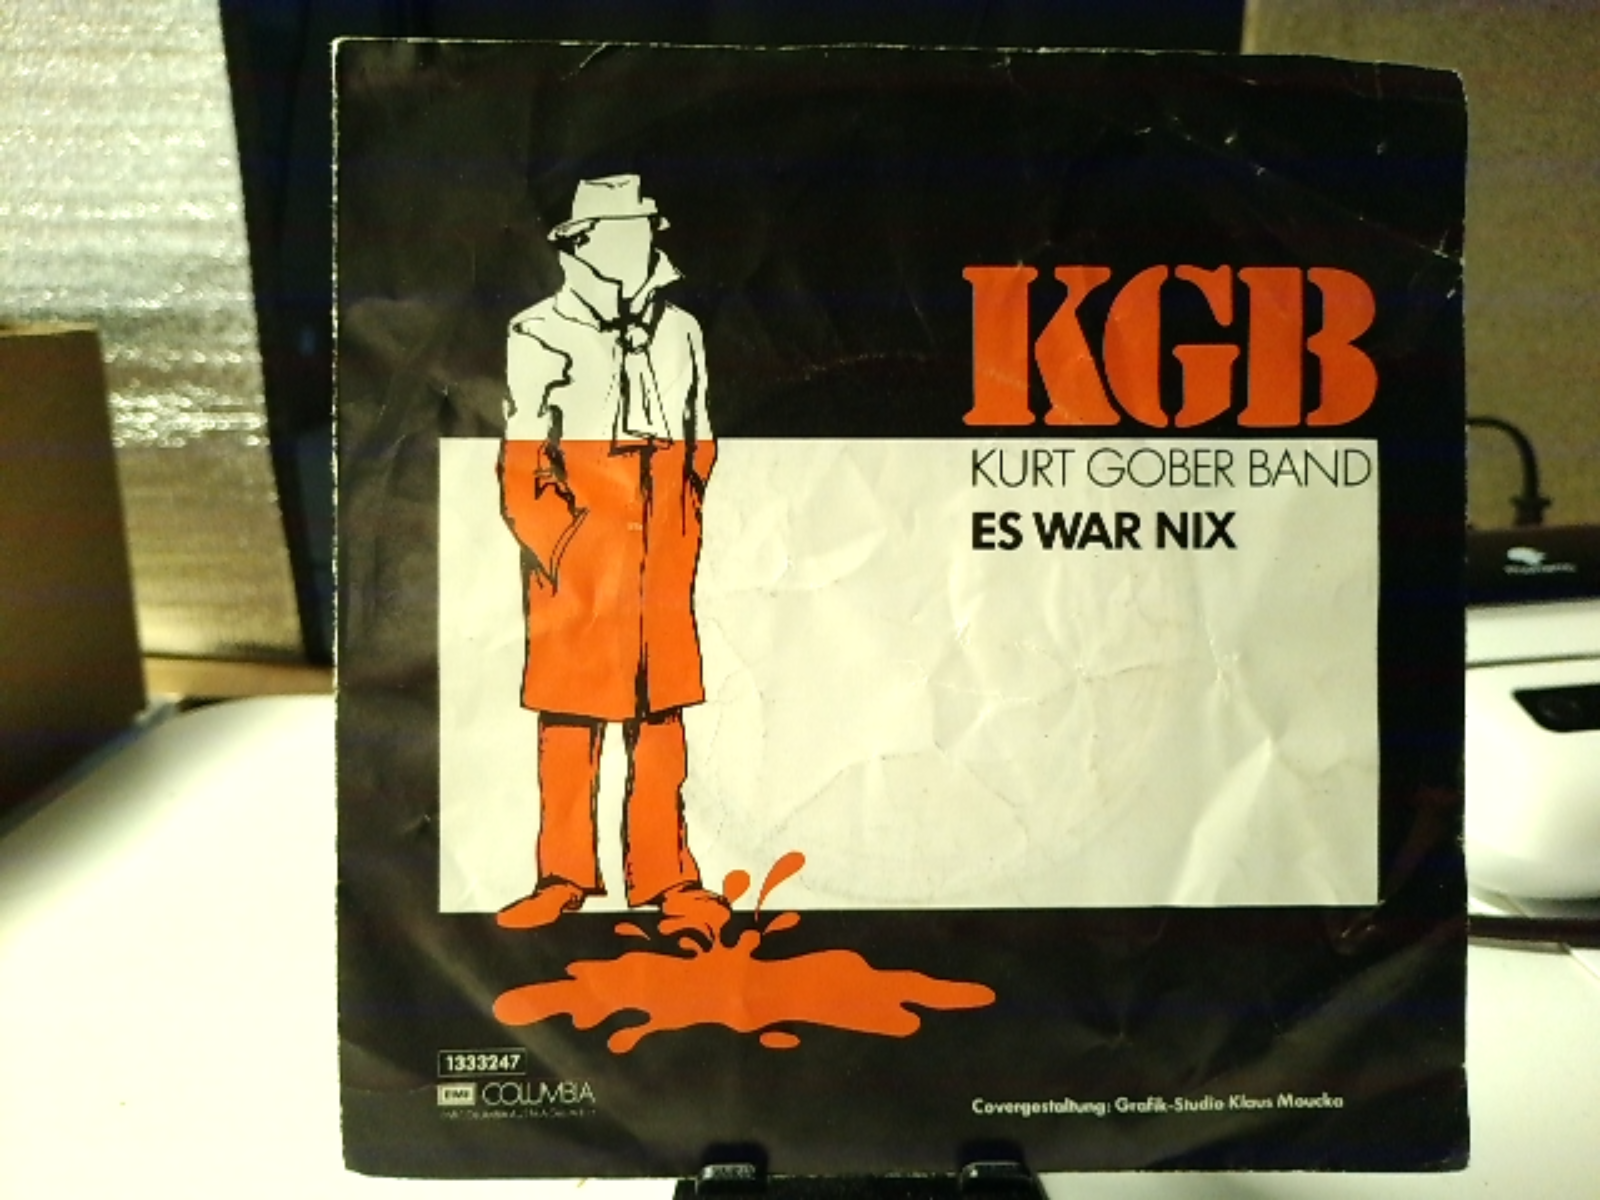 KGB
KURT GOBER BAND
ES WAR NIX
1333247
EMI COLUMBIA
Covergestaltung: Grafik-Studio Klaus Moucka